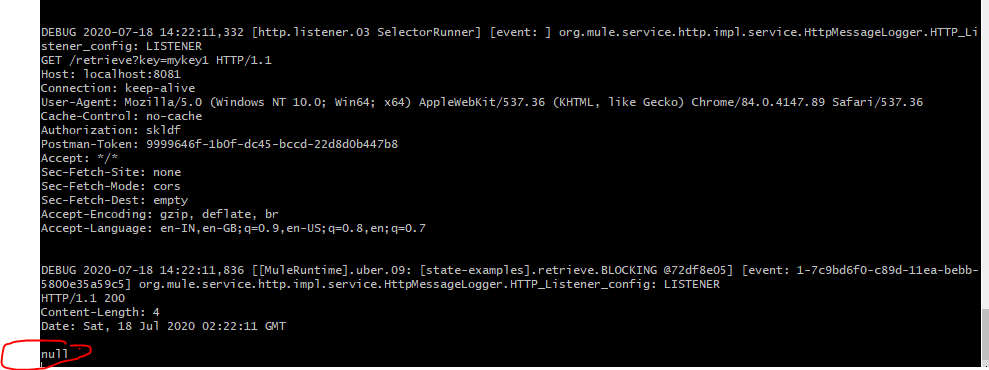 DEBUG 2020-07-18 14:22:11,332 [http.listener.03 SelectorRunner] [event: ] org.mule.service.http.impl.service.HttpMessageLogger.HTTP_Li
stener_config: LISTENER
GET /retrieve?key=mykey1 HTTP/1.1
Host: localhost:8081
Connection: keep-alive
User-Agent: Mozilla/5.0 (Windows NT 10.0; Win64; x64) AppleWebKit/537.36 (KHTML, like Gecko) Chrome/84.0.4147.89 Safari/537.36
Cache-Control: no-cache
Authorization: skldf
Postman-Token: 9999646f-1b0f-dc45-bccd-22d8d0b447b8
Accept: */*
Sec-Fetch-Site: none
Sec-Fetch-Mode: cors
Sec-Fetch-Dest: empty
Accept-Encoding: gzip, deflate, br
Accept-Language: en-IN,en-GB;q=0.9,en-US;q=0.8,en;q=0.7
DEBUG 2020-07-18 14:22:11,836 [[MuleRuntime].uber.09: [state-examples].retrieve.BLOCKING @72df8e05] [event: 1-7c9bd6f0-c89d-11ea-bebb-
5800e35a59c5] org.mule.service.http.impl.service.HttpMessageLogger.HTTP_Listener_config: LISTENER
HTTP/1.1 200
Content-Length: 4
Date: Sat, 18 Jul 2020 02:22:11 GMT
null